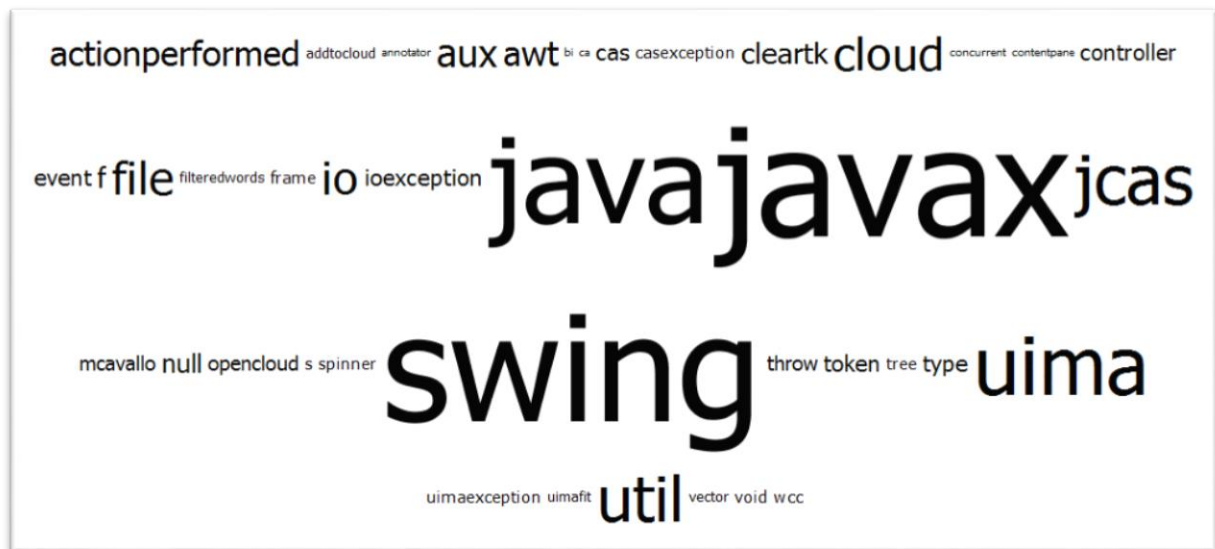 actionperformed addtocloud annotator aux awt bi ca cas casexception cleartk cloud concurrent contentpane controller
event f file filteredwords frame io ioexception java javax jcas
mcavallo null opencloud s spinner swing throw token tree type uima
uimaexception uimafit util vector void wcc